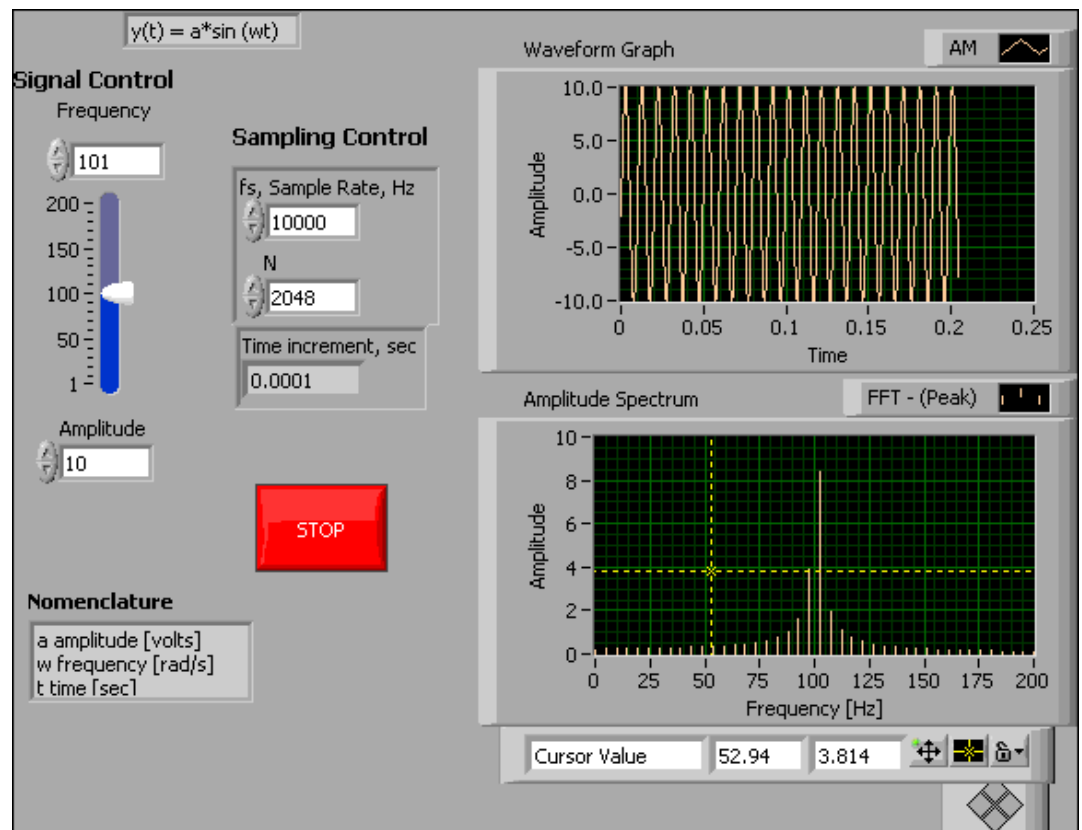 y(t) = a*sin (wt)
Signal Control
Frequency
101
200
150
100
50
1
Amplitude
10
Sampling Control
fs, Sample Rate, Hz
10000
N
2048
Time increment, sec
0.0001
STOP
Nomenclature
a amplitude [volts]
w frequency [rad/s]
t time [sec]
Waveform Graph
AM
10.0
5.0
0.0
-5.0
-10.0
Amplitude
0 0.05 0.1 0.15 0.2 0.25
Time
Amplitude Spectrum
FFT - (Peak)
10
8
6
4
2
0
Amplitude
0 25 50 75 100 125 150 175 200
Frequency [Hz]
Cursor Value 52.94 3.814